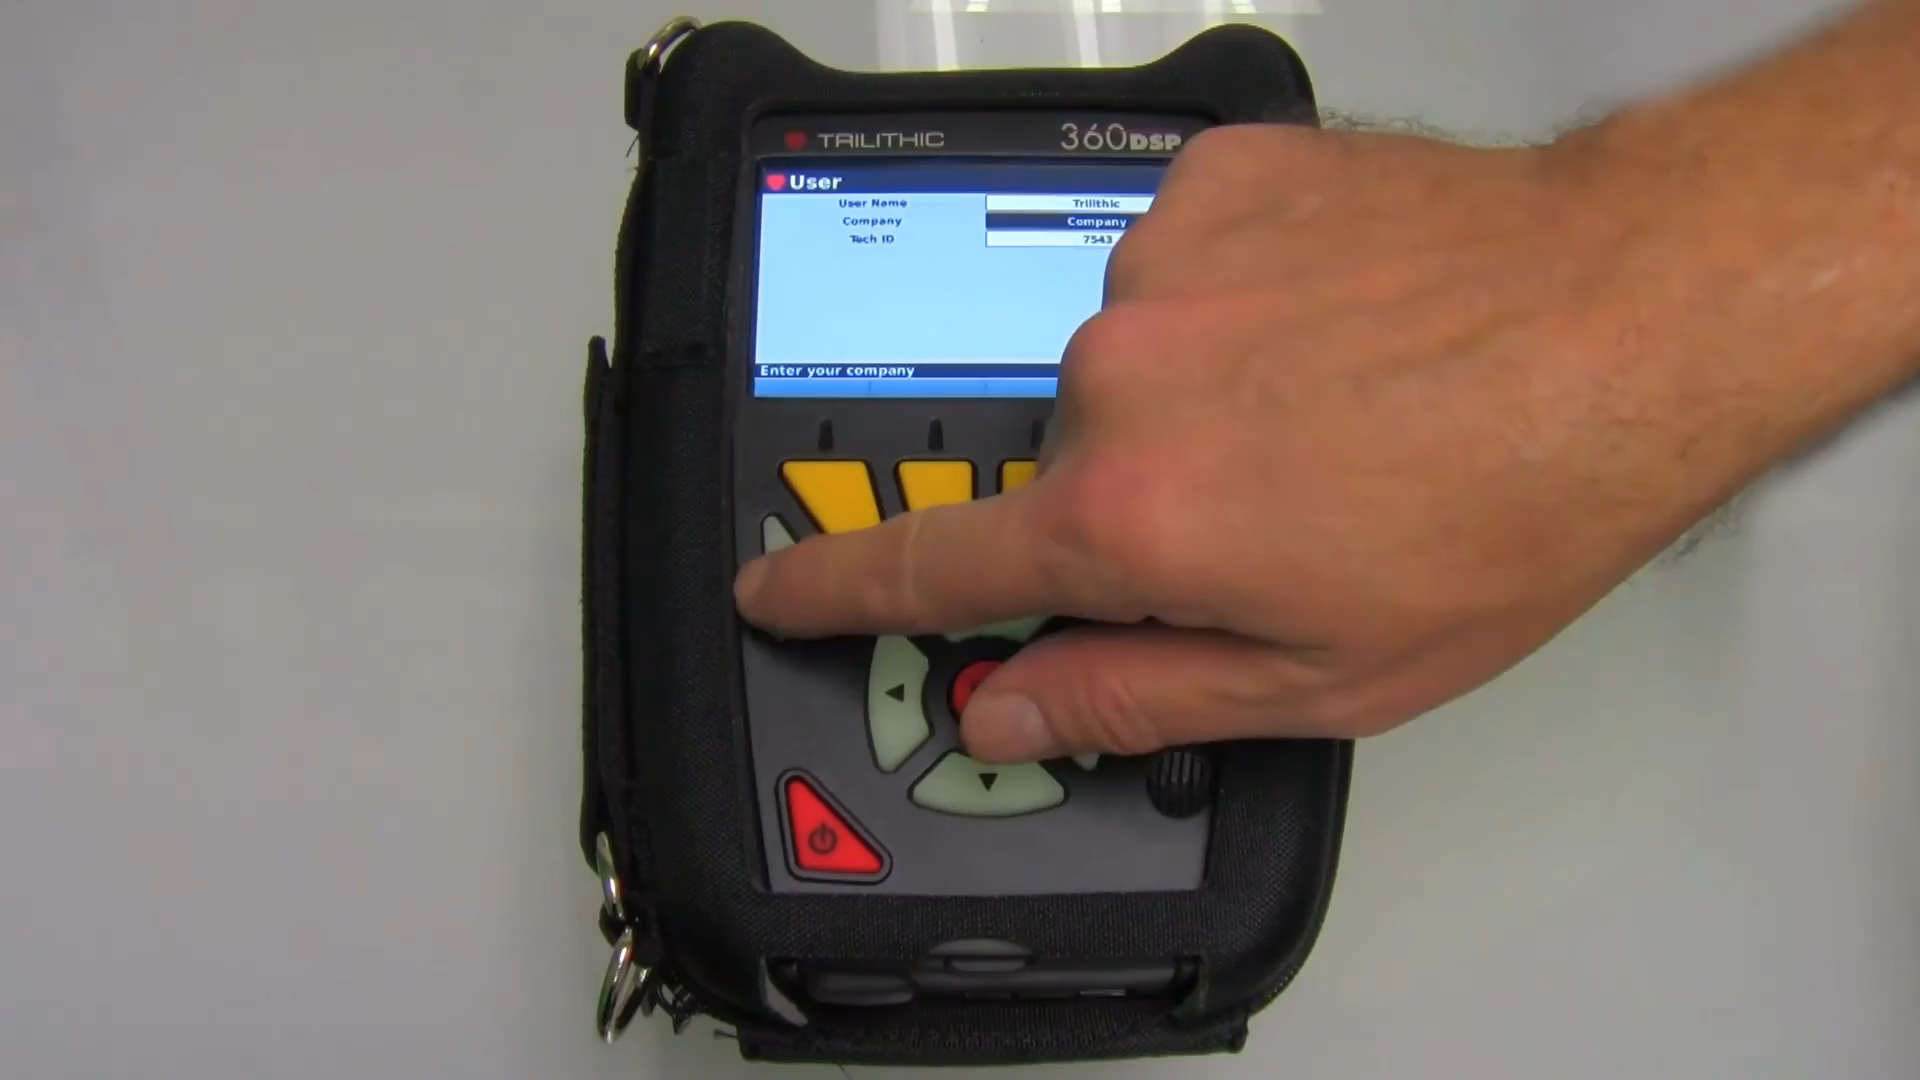 TRILITHIC
360DSP
User
User Name Trilithic
Company Company
Tech ID 7543
Enter your company